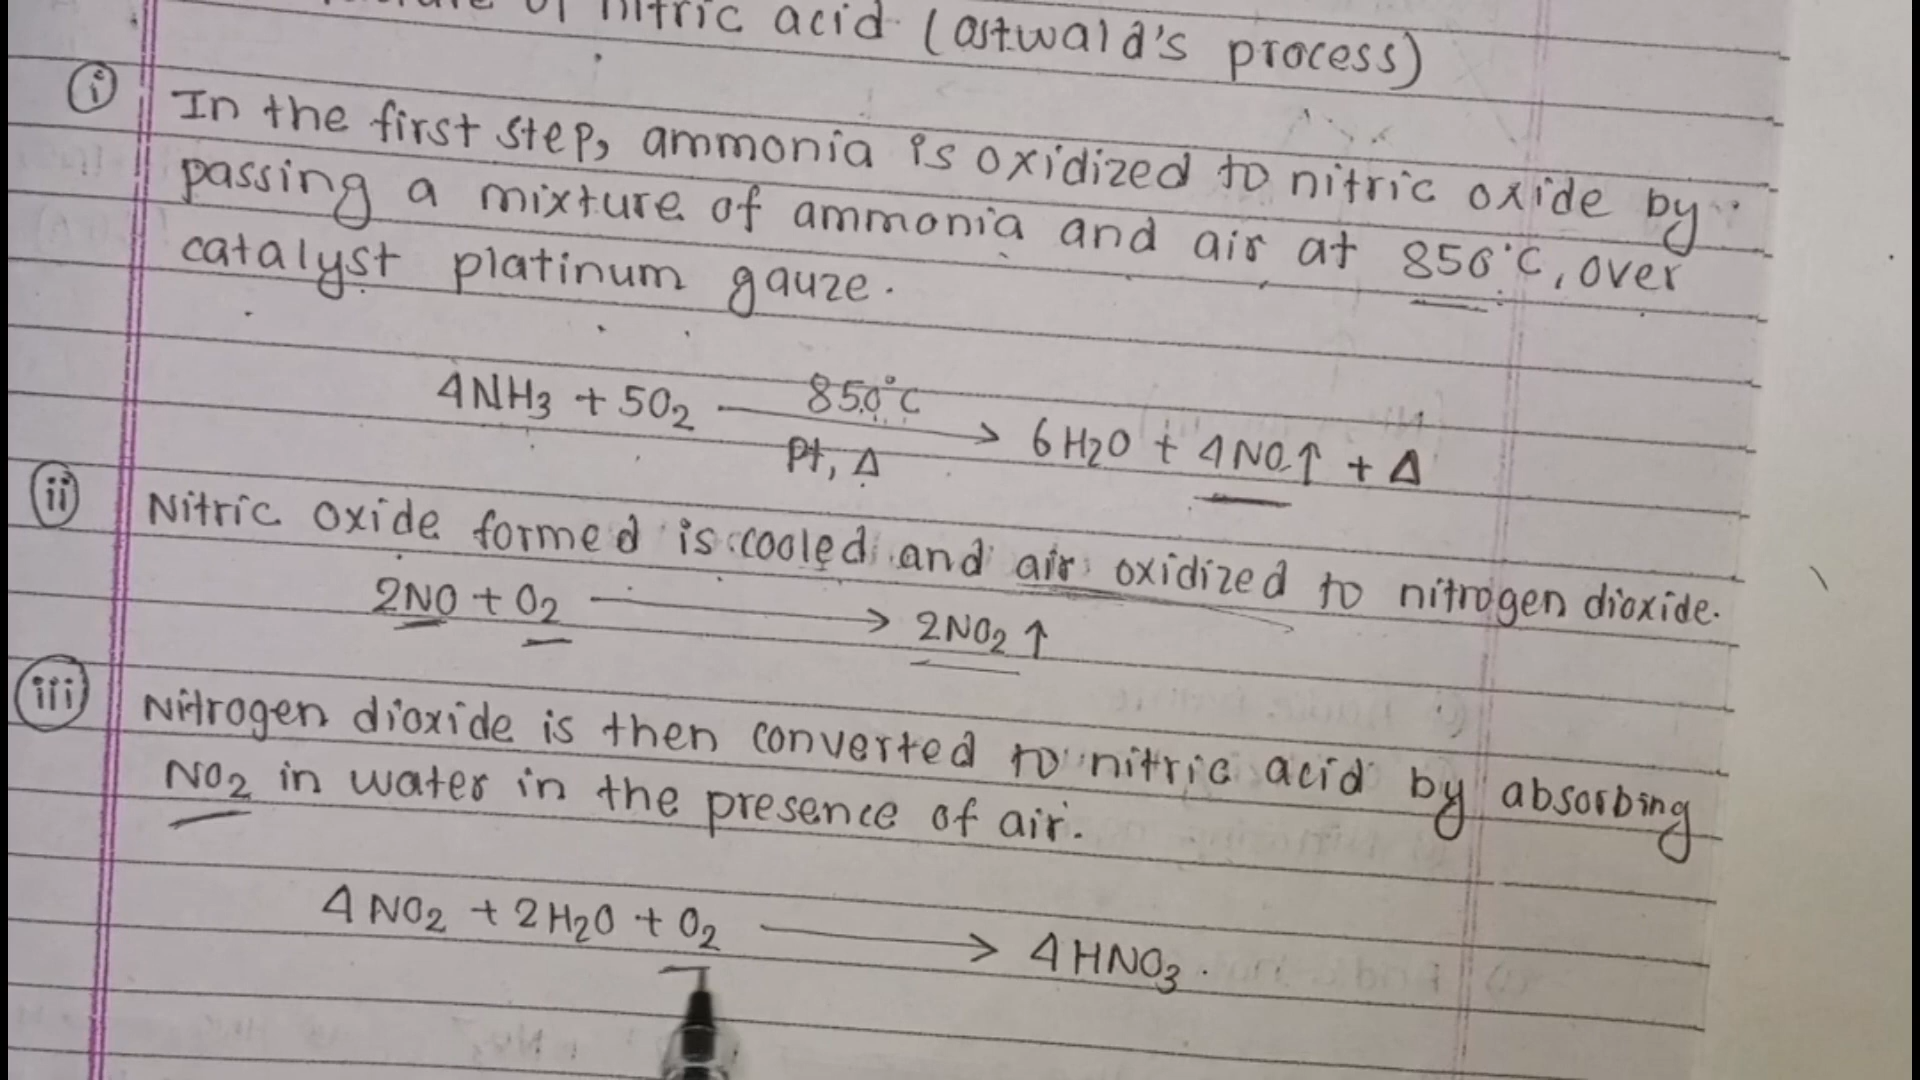 of nitric acid (ostwald's process)
(i) In the first step, ammonia is oxidized to nitric oxide by
passing a mixture of ammonia and air at 850°C, over
catalyst platinum gauze.
4NH3 + 5O2 850°C → 6H2O + 4NO↑ + Δ
Pt, Δ
(ii) Nitric oxide formed is cooled and air oxidized to nitrogen dioxide.
2NO + O2 → 2NO2↑
(iii) Nitrogen dioxide is then converted to nitric acid by absorbing
NO2 in water in the presence of air.
4NO2 + 2H2O + O2 → 4HNO3.